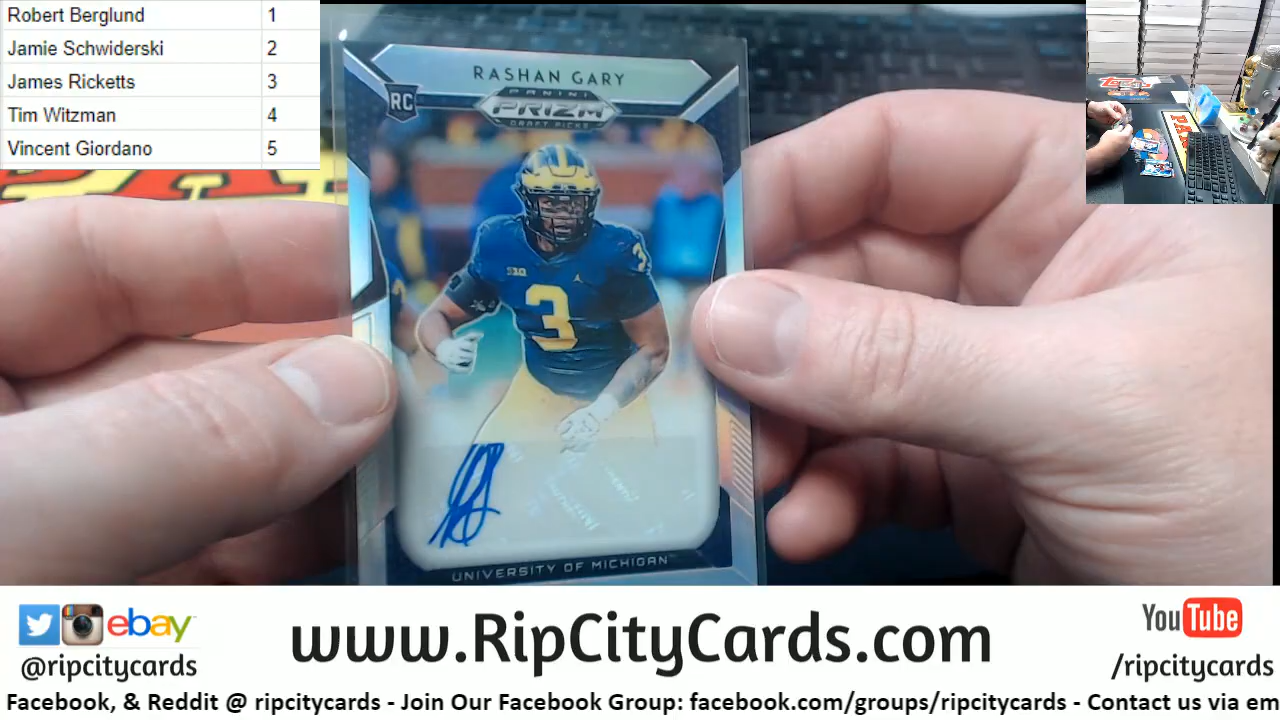 Robert Berglund 1
Jamie Schwiderski 2
James Ricketts 3
Tim Witzman 4
Vincent Giordano 5
RASHAN GARY
RC
PANINI
PRIZM
DRAFT PICKS
B1G
3
3
UNIVERSITY OF MICHIGAN
ebay
@ripcitycards
www.RipCityCards.com
YouTube
/ripcitycards
Facebook, & Reddit @ ripcitycards - Join Our Facebook Group: facebook.com/groups/ripcitycards - Contact us via em